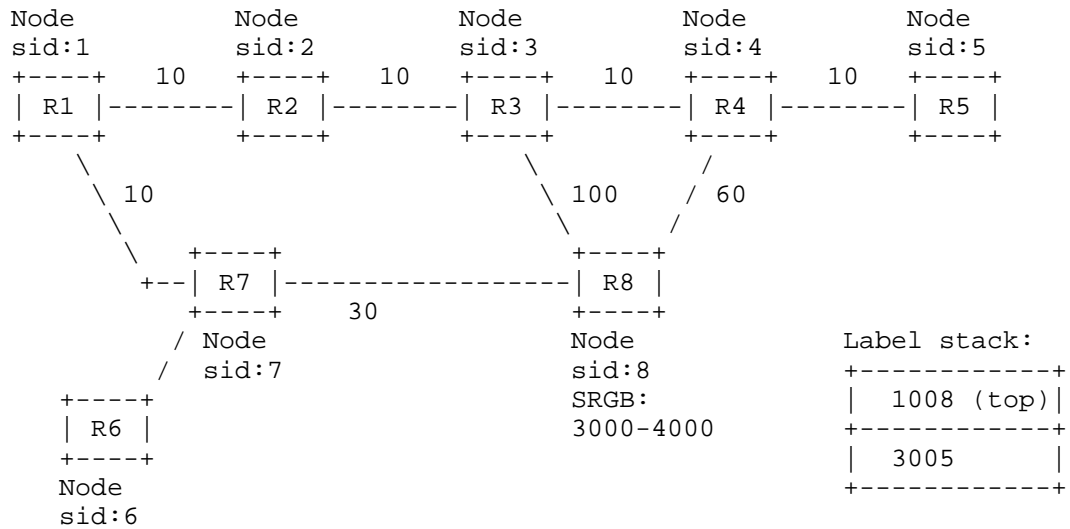 Node Node Node Node Node
sid:1 sid:2 sid:3 sid:4 sid:5
+----+ 10 +----+ 10 +----+ 10 +----+ 10 +----+
| R1 |--------| R2 |--------| R3 |--------| R4 |--------| R5 |
+----+ +----+ +----+ +----+ +----+
\ \ /
\ 10 \ 100 / 60
\ \ /
\ +----+ +----+
+--| R7 |------------------| R8 |
+----+ 30 +----+
/ Node Node Label stack:
/ sid:7 sid:8 +------------+
+----+ SRGB: | 1008 (top)|
| R6 | 3000-4000 +------------+
+----+ | 3005 |
Node +------------+
sid:6